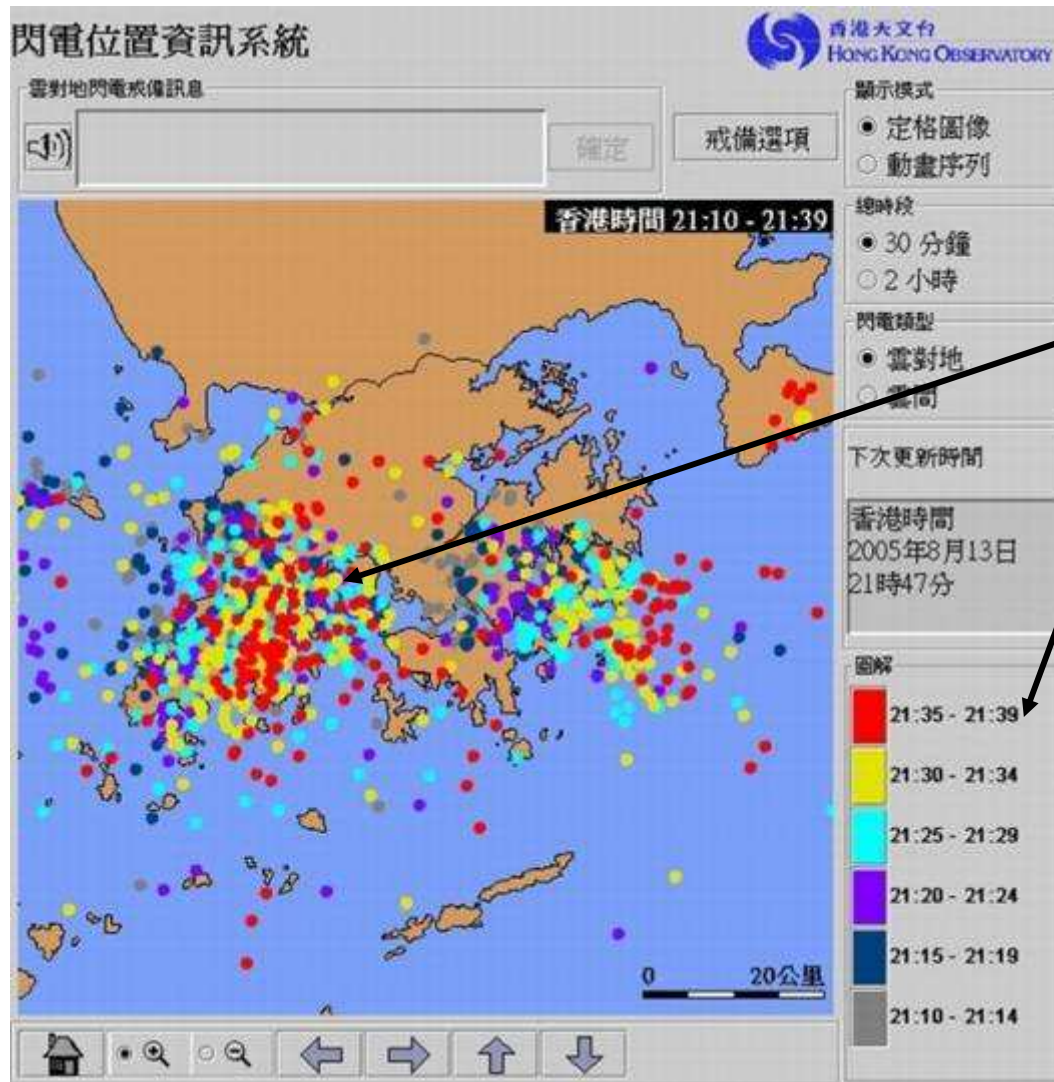 閃電位置資訊系統
香港天文台
HONG KONG OBSERVATORY
雲對地閃電戒備訊息
確定
戒備選項
顯示模式
定格圖像
動畫序列
總時段
30 分鐘
2 小時
閃電類型
雲對地
雲間
下次更新時間
香港時間
2005年8月13日
21時47分
圖解
21:35 - 21:39
21:30 - 21:34
21:25 - 21:29
21:20 - 21:24
21:15 - 21:19
21:10 - 21:14
香港時間 21:10 - 21:39
0 20公里